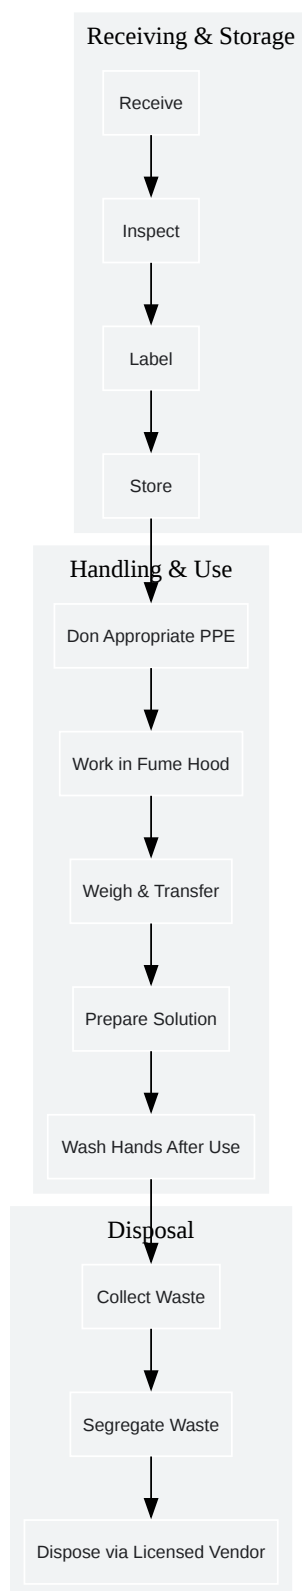 Receiving & Storage
Receive
Inspect
Label
Store
Handling & Use
Don Appropriate PPE
Work in Fume Hood
Weigh & Transfer
Prepare Solution
Wash Hands After Use
Disposal
Collect Waste
Segregate Waste
Dispose via Licensed Vendor